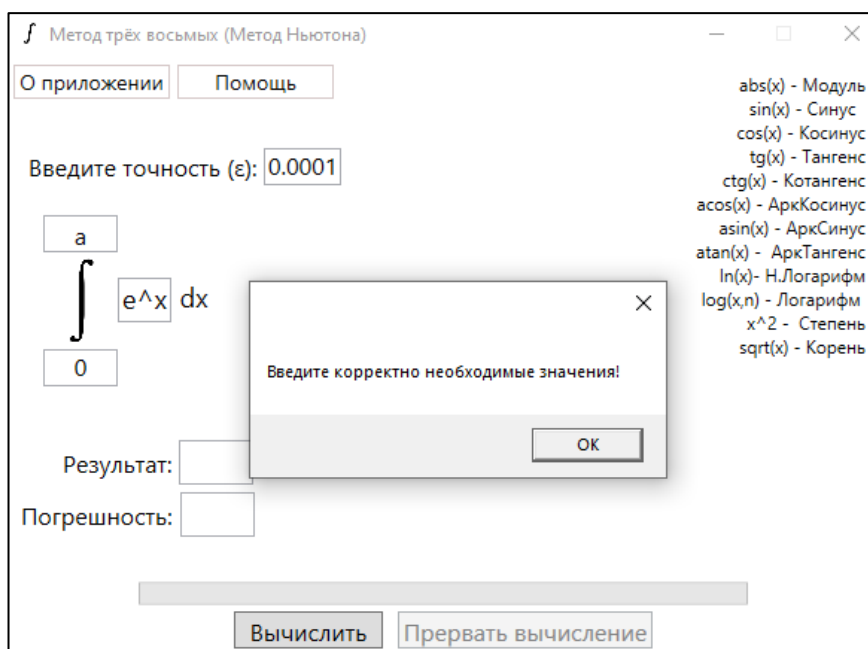 ∫ Метод трёх восьмых (Метод Ньютона)
О приложении Помощь
abs(x) - Модуль
sin(x) - Синус
cos(x) - Косинус
tg(x) - Тангенс
ctg(x) - Котангенс
acos(x) - АркКосинус
asin(x) - АркСинус
atan(x) - АркТангенс
ln(x)- Н.Логарифм
log(x,n) - Логарифм
x^2 - Степень
sqrt(x) - Корень
Введите точность (ε): 0.0001
a
∫ e^x dx
0
Введите корректно необходимые значения!
ОК
Результат:
Погрешность:
Вычислить Прервать вычисление